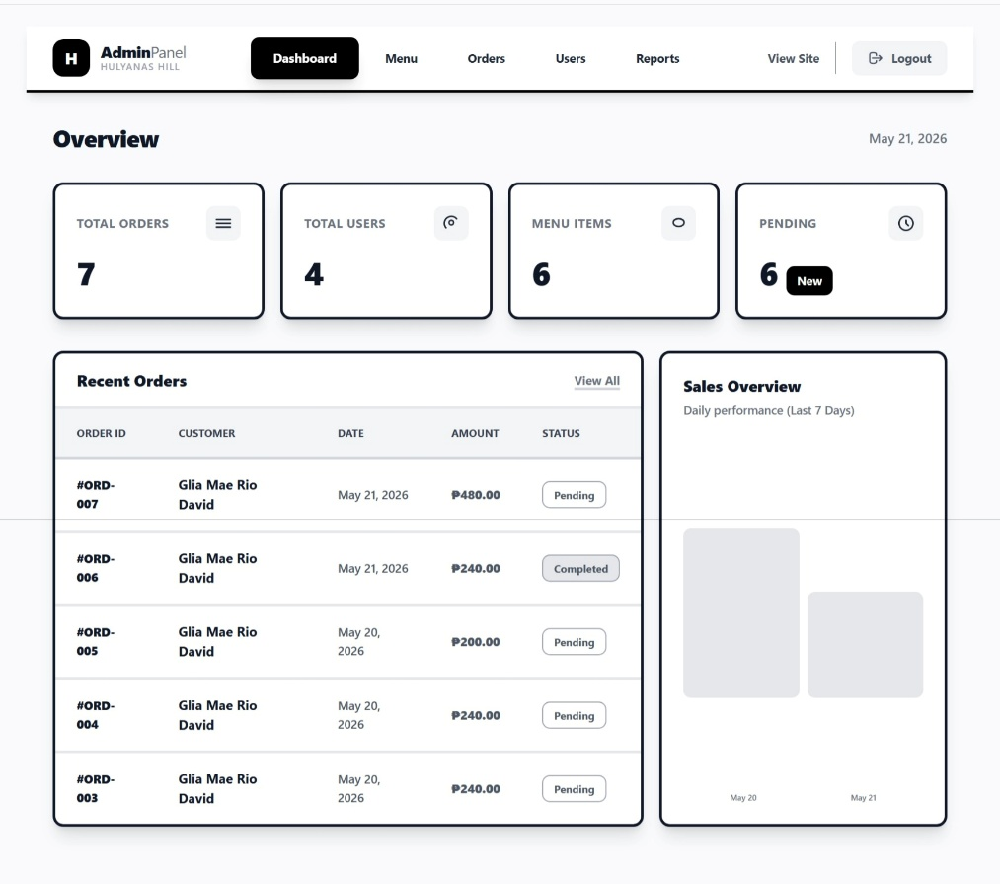 H
AdminPanel
HULYANAS HILL
Dashboard
Menu
Orders
Users
Reports
View Site
Logout
Overview
May 21, 2026
TOTAL ORDERS
7
TOTAL USERS
4
MENU ITEMS
6
PENDING
6 New
Recent Orders
View All
ORDER ID CUSTOMER DATE AMOUNT STATUS
#ORD-
007
Glia Mae Rio
David
May 21, 2026
₱480.00
Pending
#ORD-
006
Glia Mae Rio
David
May 21, 2026
₱240.00
Completed
#ORD-
005
Glia Mae Rio
David
May 20,
2026
₱200.00
Pending
#ORD-
004
Glia Mae Rio
David
May 20,
2026
₱240.00
Pending
#ORD-
003
Glia Mae Rio
David
May 20,
2026
₱240.00
Pending
Sales Overview
Daily performance (Last 7 Days)
May 20
May 21